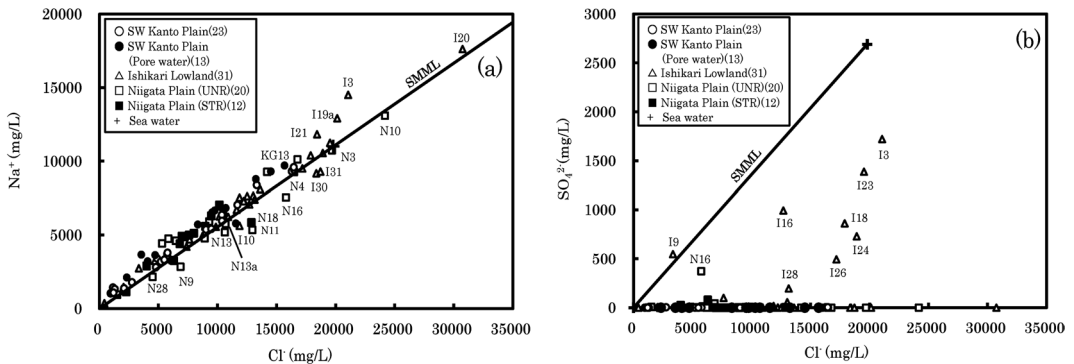 20000
15000
10000
5000
0
Na⁺ (mg/L)
SW Kanto Plain(23)
SW Kanto Plain
(Pore water)(13)
Ishikari Lowland(31)
Niigata Plain (UNR)(20)
Niigata Plain (STR)(12)
Sea water
(a)
I20
SMML
I3
I19a
I21
N10
KG13
N3
N4
I31
I30
N16
N18
N11
N13
I10
N13a
N9
N28
0 5000 10000 15000 20000 25000 30000 35000
Cl⁻ (mg/L)
3000
2500
2000
1500
1000
500
0
SO₄²⁻ (mg/L)
SW Kanto Plain(23)
SW Kanto Plain
(Pore water)(13)
Ishikari Lowland(31)
Niigata Plain (UNR)(20)
Niigata Plain (STR)(12)
Sea water
(b)
SMML
I3
I23
I16
I18
I24
I9
N16
I26
I28
0 5000 10000 15000 20000 25000 30000 35000
Cl⁻ (mg/L)